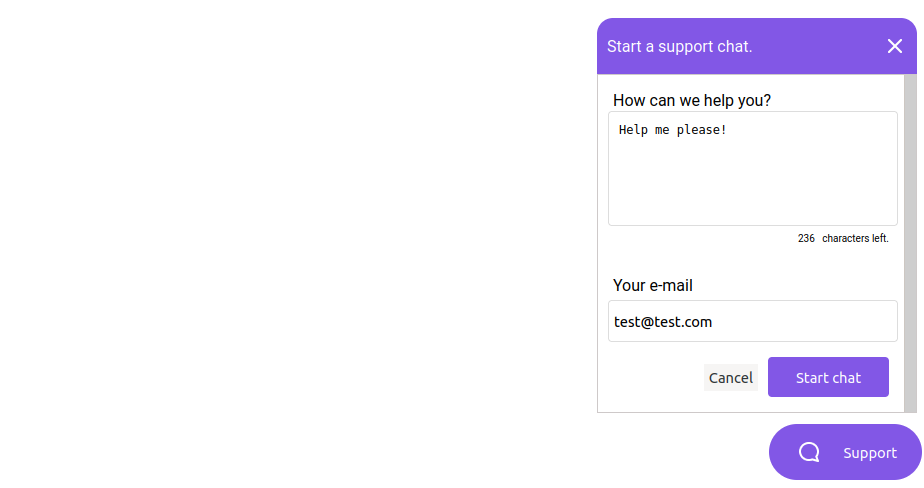 Start a support chat.
How can we help you?
Help me please!
236 characters left.
Your e-mail
test@test.com
Cancel Start chat
Support